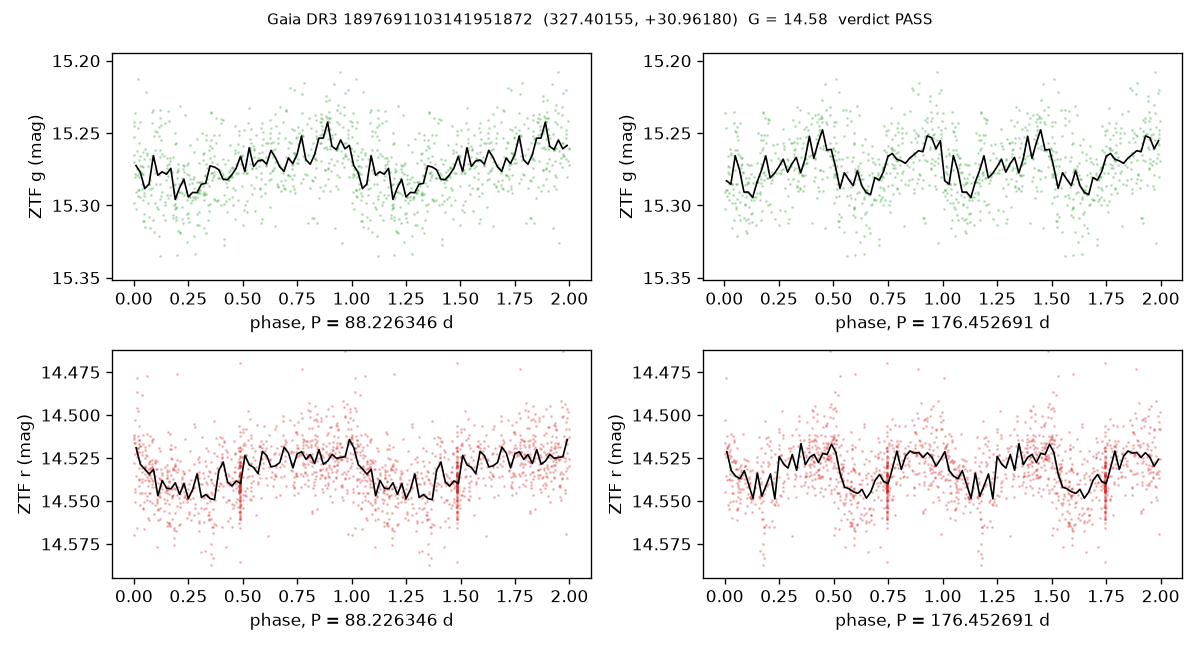 Gaia DR3 1897691103141951872 (327.40155, +30.96180) G = 14.58 verdict PASS
15.20
15.25
15.30
15.35
ZTF g (mag)
0.00 0.25 0.50 0.75 1.00 1.25 1.50 1.75 2.00
phase, P = 88.226346 d
15.20
15.25
15.30
15.35
ZTF g (mag)
0.00 0.25 0.50 0.75 1.00 1.25 1.50 1.75 2.00
phase, P = 176.452691 d
14.475
14.500
14.525
14.550
14.575
ZTF r (mag)
0.00 0.25 0.50 0.75 1.00 1.25 1.50 1.75 2.00
phase, P = 88.226346 d
14.475
14.500
14.525
14.550
14.575
ZTF r (mag)
0.00 0.25 0.50 0.75 1.00 1.25 1.50 1.75 2.00
phase, P = 176.452691 d